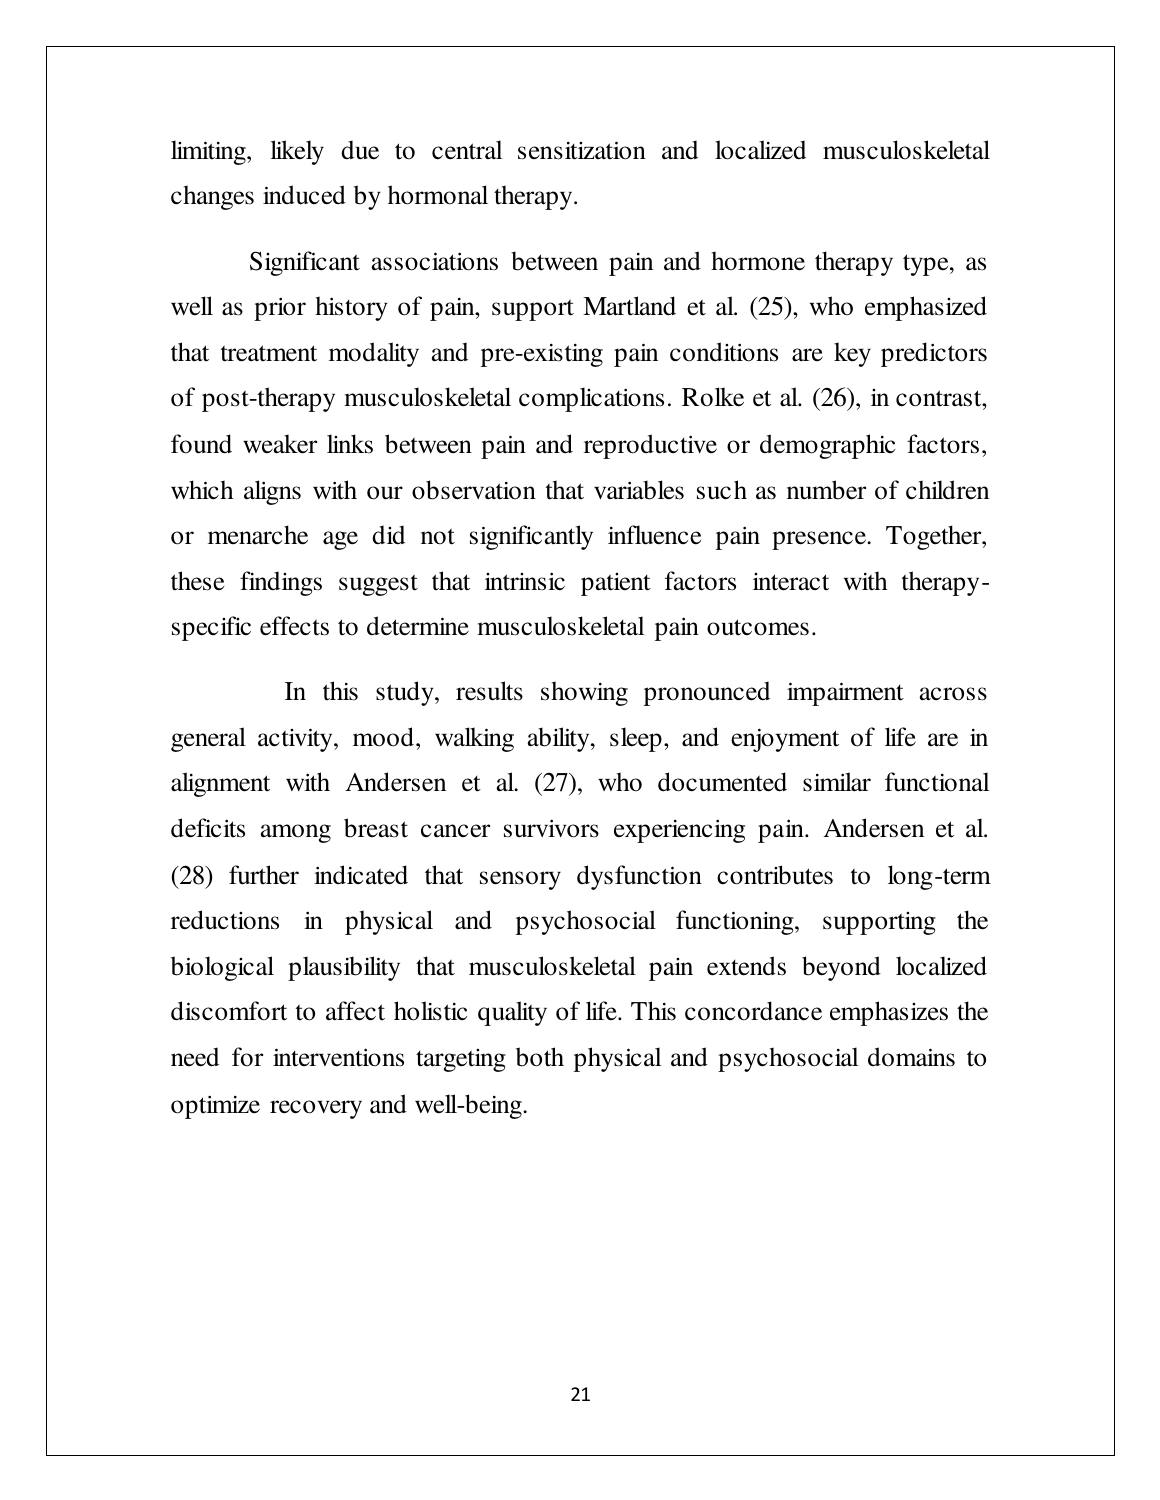 limiting, likely due to central sensitization and localized musculoskeletal
changes induced by hormonal therapy.
Significant associations between pain and hormone therapy type, as
well as prior history of pain, support Martland et al. (25), who emphasized
that treatment modality and pre-existing pain conditions are key predictors
of post-therapy musculoskeletal complications. Rolke et al. (26), in contrast,
found weaker links between pain and reproductive or demographic factors,
which aligns with our observation that variables such as number of children
or menarche age did not significantly influence pain presence. Together,
these findings suggest that intrinsic patient factors interact with therapy-
specific effects to determine musculoskeletal pain outcomes.
In this study, results showing pronounced impairment across
general activity, mood, walking ability, sleep, and enjoyment of life are in
alignment with Andersen et al. (27), who documented similar functional
deficits among breast cancer survivors experiencing pain. Andersen et al.
(28) further indicated that sensory dysfunction contributes to long-term
reductions in physical and psychosocial functioning, supporting the
biological plausibility that musculoskeletal pain extends beyond localized
discomfort to affect holistic quality of life. This concordance emphasizes the
need for interventions targeting both physical and psychosocial domains to
optimize recovery and well-being.
21